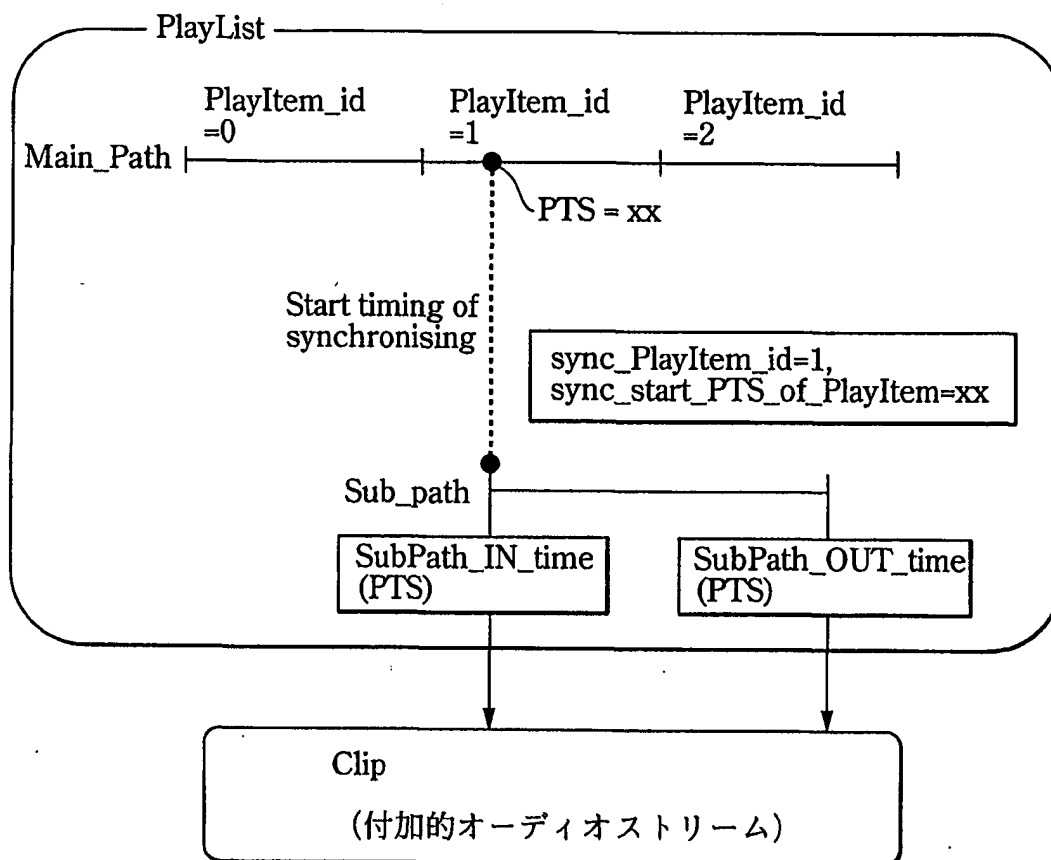 PlayList
PlayItem_id
=0
PlayItem_id
=1
PlayItem_id
=2
Main_Path
PTS = xx
Start timing of
synchronising
sync_PlayItem_id=1,
sync_start_PTS_of_PlayItem=xx
Sub_path
SubPath_IN_time
(PTS)
SubPath_OUT_time
(PTS)
Clip
(付加的オーディオストリーム)